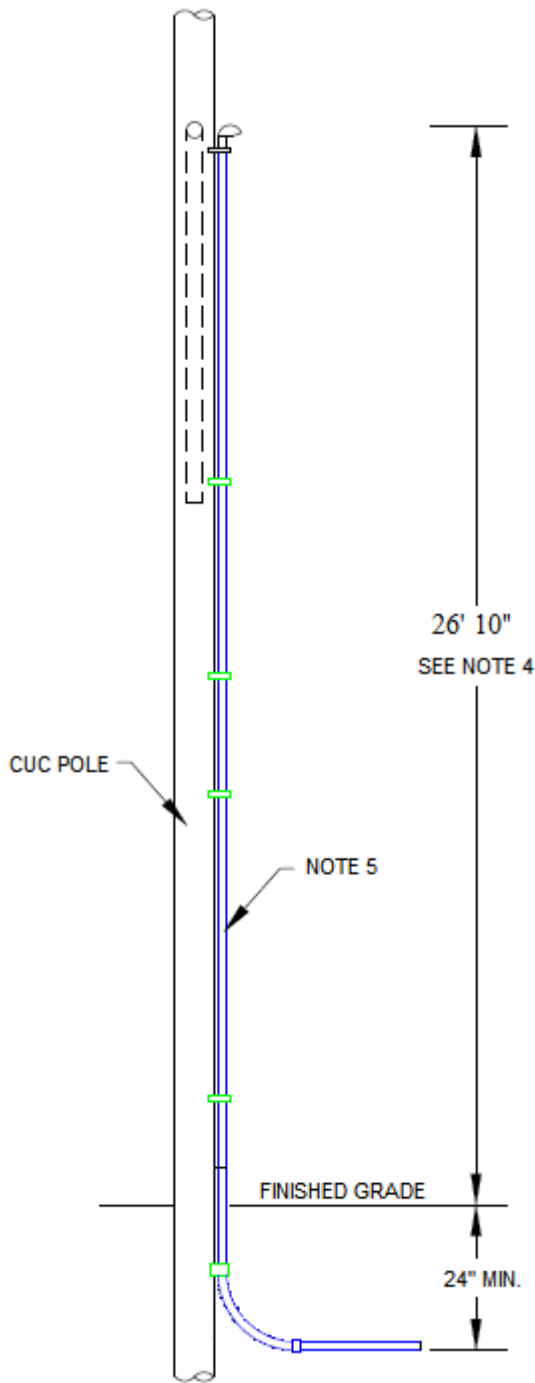 26' 10"
SEE NOTE 4
CUC POLE
NOTE 5
FINISHED GRADE
24" MIN.